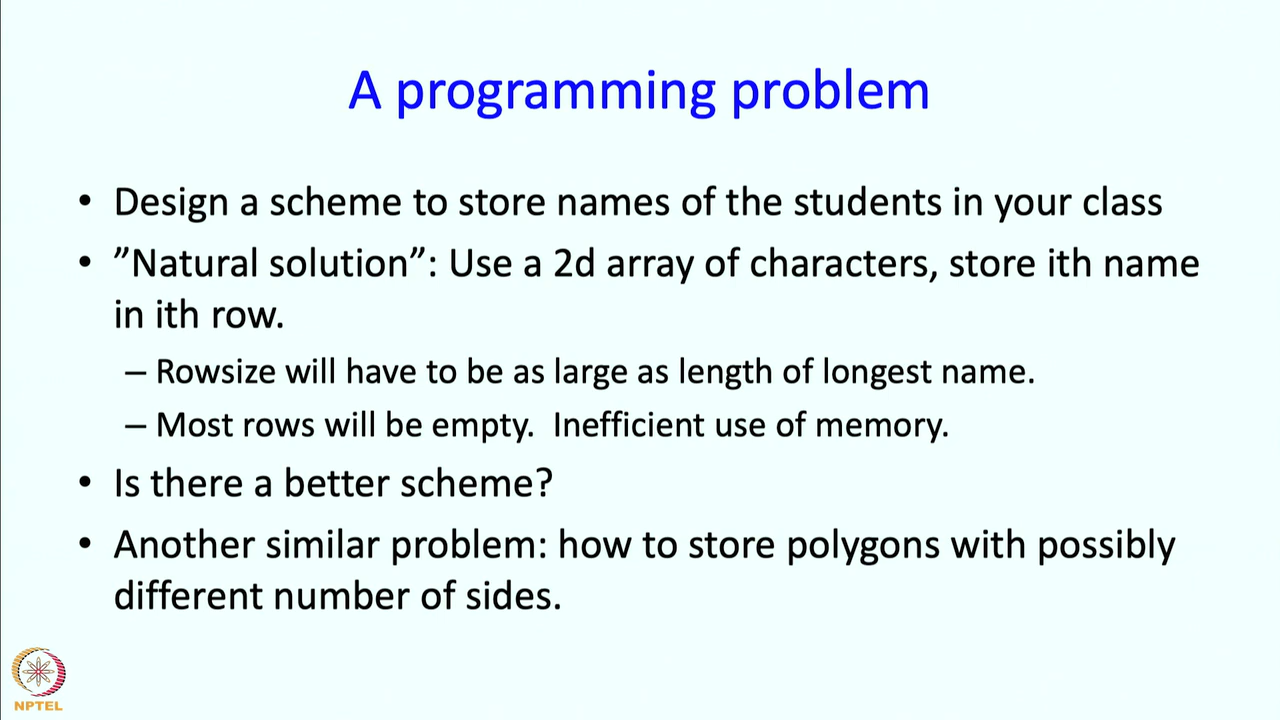 A programming problem
• Design a scheme to store names of the students in your class
• ”Natural solution”: Use a 2d array of characters, store ith name
in ith row.
– Rowsize will have to be as large as length of longest name.
– Most rows will be empty.  Inefficient use of memory.
• Is there a better scheme?
• Another similar problem: how to store polygons with possibly
different number of sides.
NPTEL